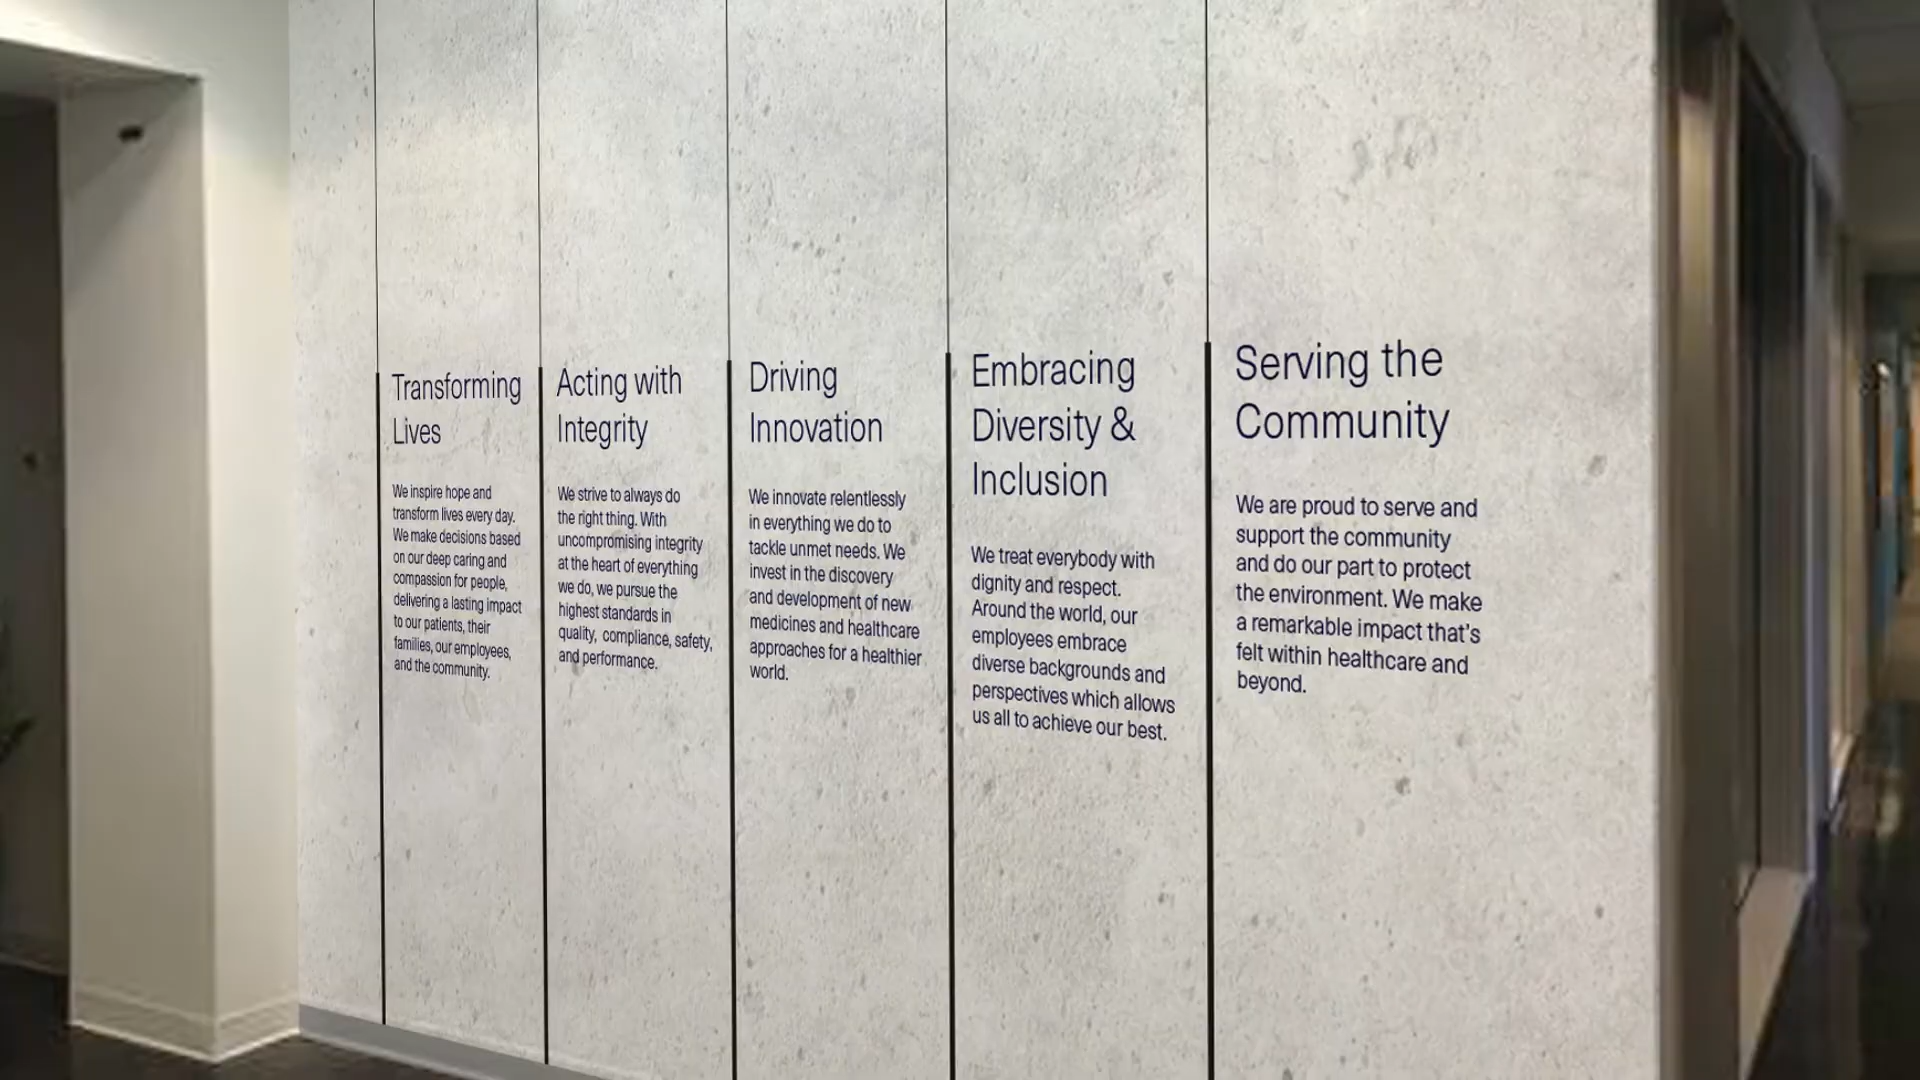 Transforming
Lives
We inspire hope and
transform lives every day.
We make decisions based
on our deep caring and
compassion for people,
delivering a lasting impact
to our patients, their
families, our employees,
and the community.
Acting with
Integrity
We strive to always do
the right thing. With
uncompromising integrity
at the heart of everything
we do, we pursue the
highest standards in
quality, compliance, safety,
and performance.
Driving
Innovation
We innovate relentlessly
in everything we do to
tackle unmet needs. We
invest in the discovery
and development of new
medicines and healthcare
approaches for a healthier
world.
Embracing
Diversity &
Inclusion
We treat everybody with
dignity and respect.
Around the world, our
employees embrace
diverse backgrounds and
perspectives which allows
us all to achieve our best.
Serving the
Community
We are proud to serve and
support the community
and do our part to protect
the environment. We make
a remarkable impact that's
felt within healthcare and
beyond.